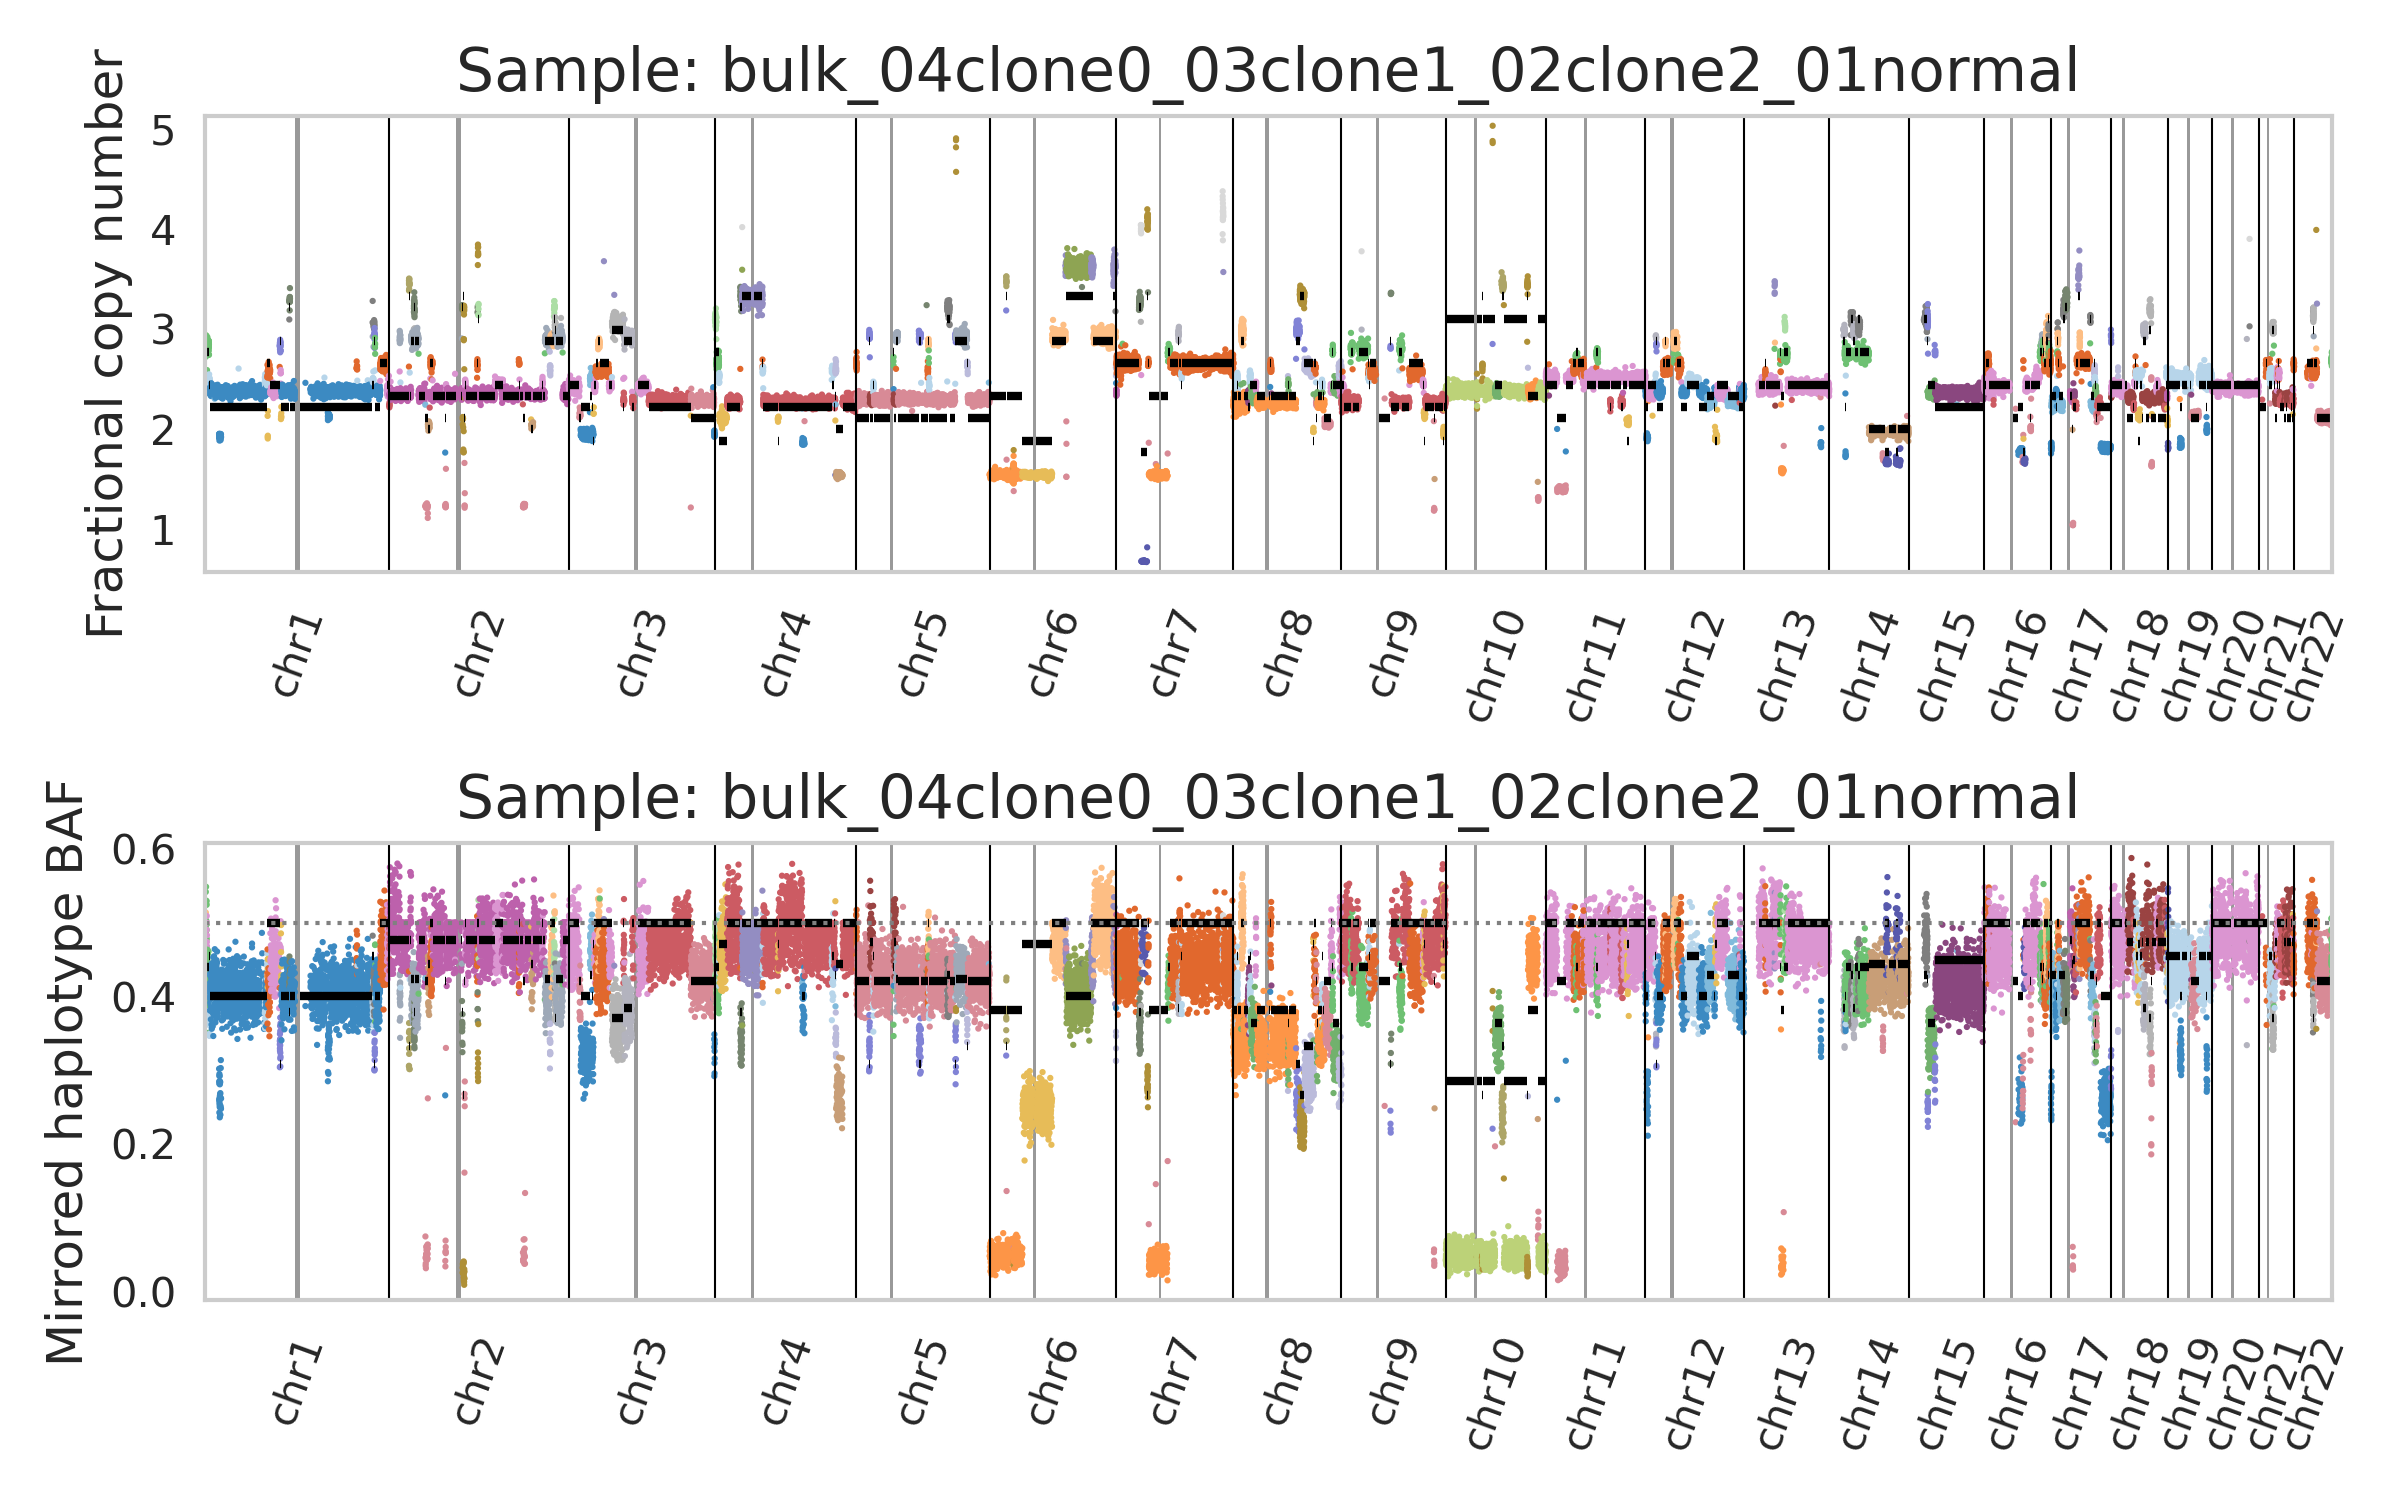 Sample: bulk_04clone0_03clone1_02clone2_01normal
Fractional copy number
5
4
3
2
1
chr1 chr2 chr3 chr4 chr5 chr6 chr7 chr8 chr9 chr10 chr11 chr12 chr13 chr14 chr15 chr16 chr17 chr18 chr19 chr20 chr21 chr22
Sample: bulk_04clone0_03clone1_02clone2_01normal
Mirrored haplotype BAF
0.6
0.4
0.2
0.0
chr1 chr2 chr3 chr4 chr5 chr6 chr7 chr8 chr9 chr10 chr11 chr12 chr13 chr14 chr15 chr16 chr17 chr18 chr19 chr20 chr21 chr22